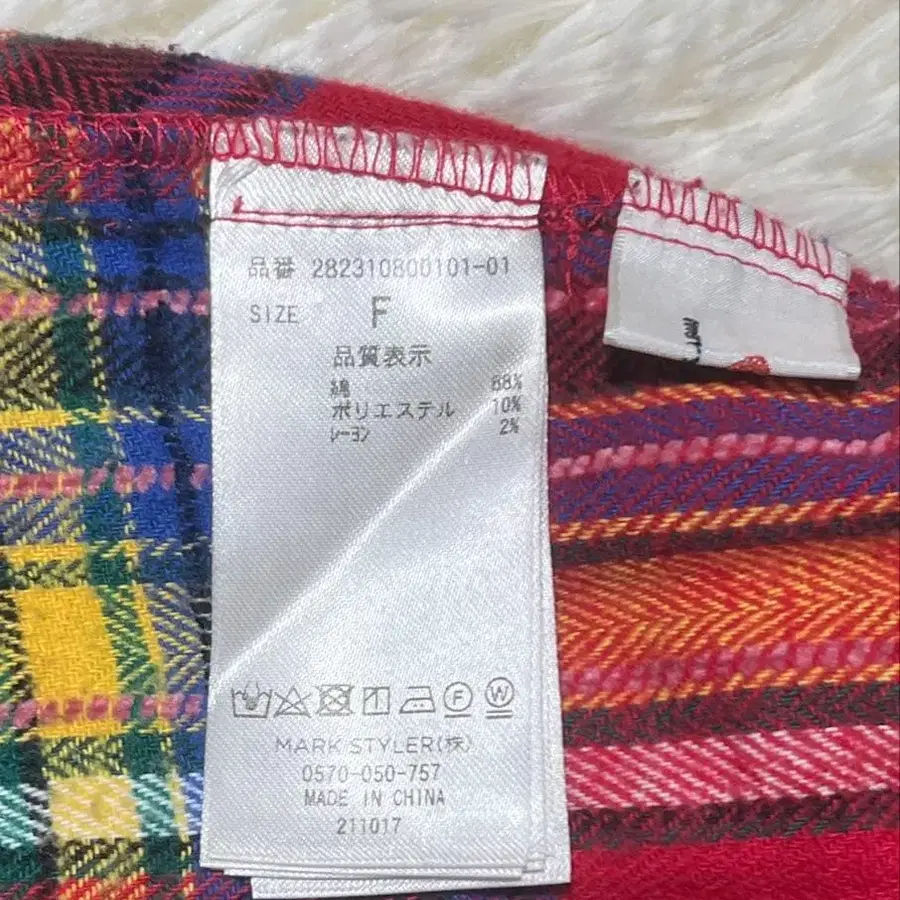 品番 282310800101-01
SIZE F
品質表示
綿 88%
ポリエステル 10%
レーヨン 2%
F W
MARK STYLER(株)
0570-050-757
MADE IN CHINA
211017